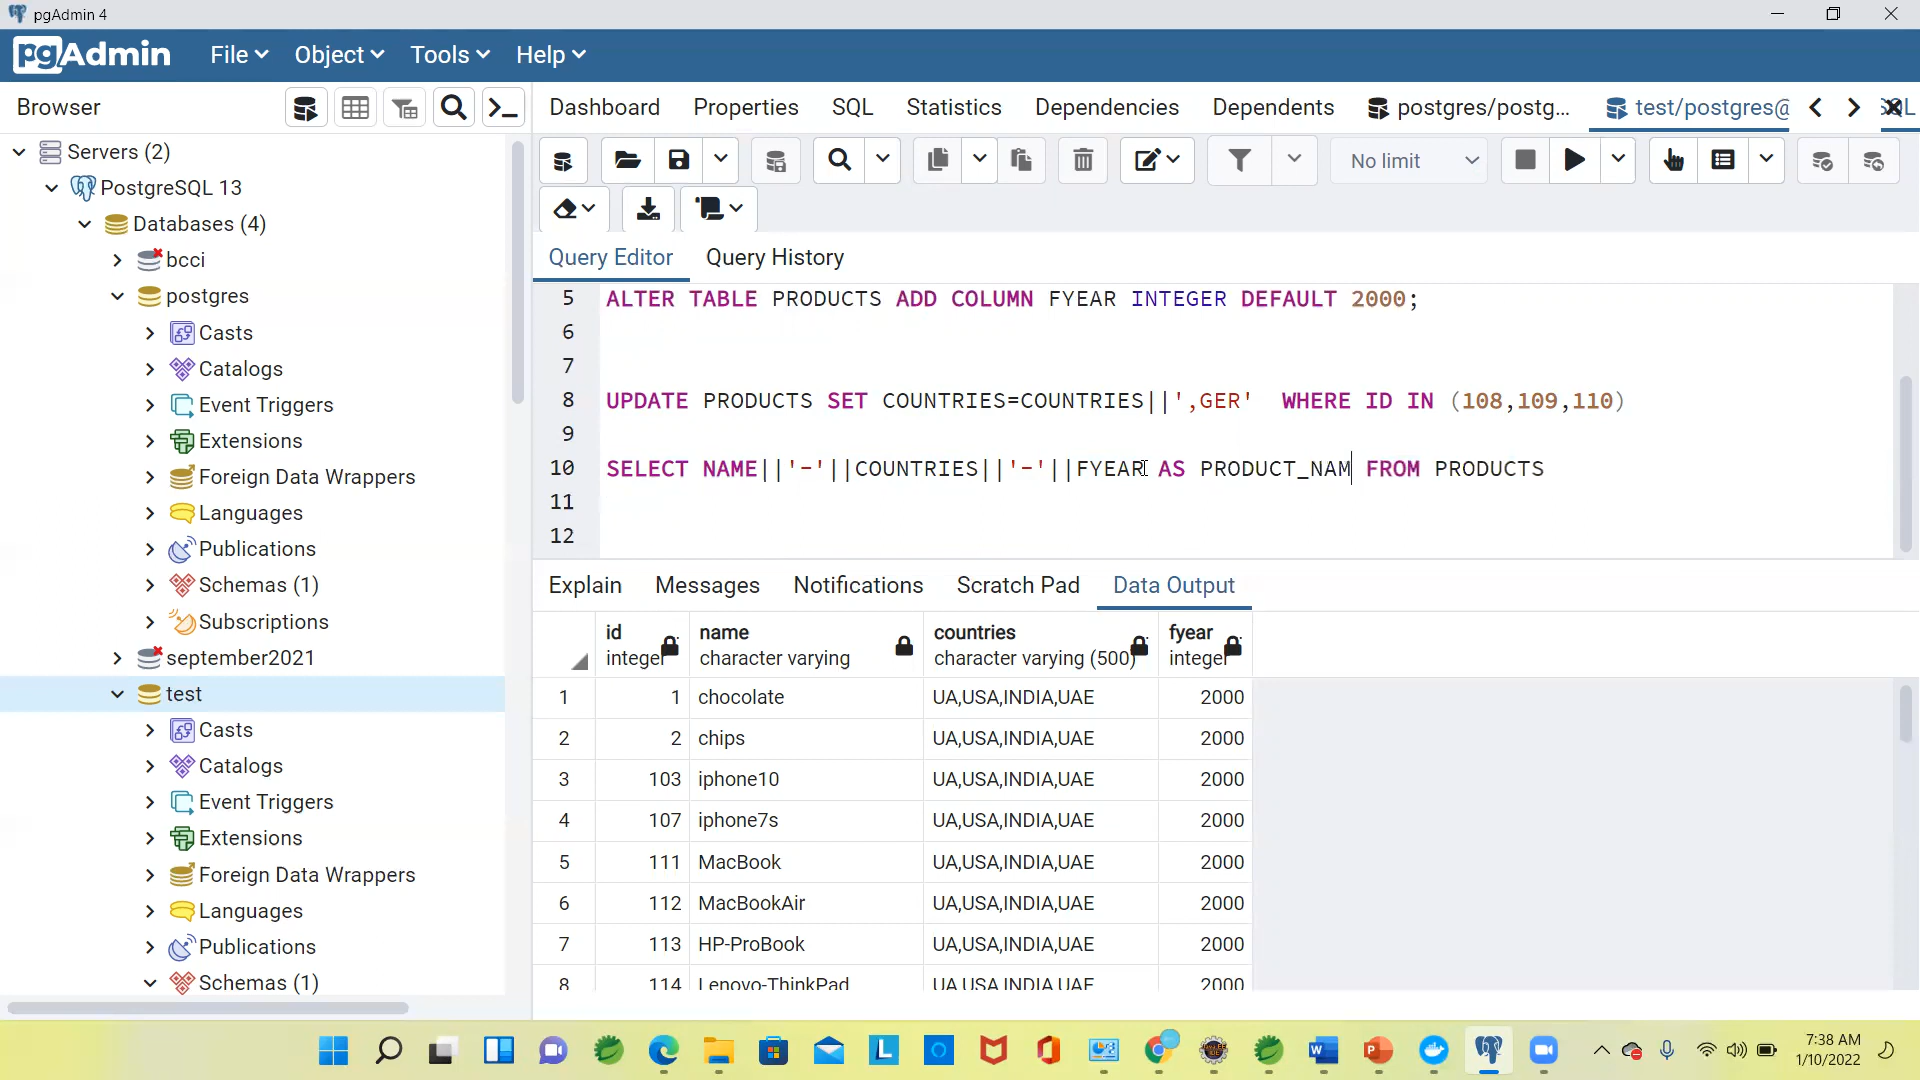 pgAdmin 4
pgAdmin File Object Tools Help
Browser
Dashboard Properties SQL Statistics Dependencies Dependents postgres/postg... test/postgres@ SQL
No limit
Servers (2)
PostgreSQL 13
Databases (4)
bcci
postgres
Casts
Catalogs
Event Triggers
Extensions
Foreign Data Wrappers
Languages
Publications
Schemas (1)
Subscriptions
september2021
test
Casts
Catalogs
Event Triggers
Extensions
Foreign Data Wrappers
Languages
Publications
Schemas (1)
Query Editor Query History
5 ALTER TABLE PRODUCTS ADD COLUMN FYEAR INTEGER DEFAULT 2000;
6
7
8 UPDATE PRODUCTS SET COUNTRIES=COUNTRIES||',GER'  WHERE ID IN (108,109,110)
9
10 SELECT NAME||'-'||COUNTRIES||'-'||FYEAR AS PRODUCT_NAM FROM PRODUCTS
11
12
Explain Messages Notifications Scratch Pad Data Output
id name countries fyear
integer character varying character varying (500) integer
1 1 chocolate UA,USA,INDIA,UAE 2000
2 2 chips UA,USA,INDIA,UAE 2000
3 103 iphone10 UA,USA,INDIA,UAE 2000
4 107 iphone7s UA,USA,INDIA,UAE 2000
5 111 MacBook UA,USA,INDIA,UAE 2000
6 112 MacBookAir UA,USA,INDIA,UAE 2000
7 113 HP-ProBook UA,USA,INDIA,UAE 2000
8 114 Lenovo-ThinkPad UA,USA,INDIA,UAE 2000
7:38 AM
1/10/2022